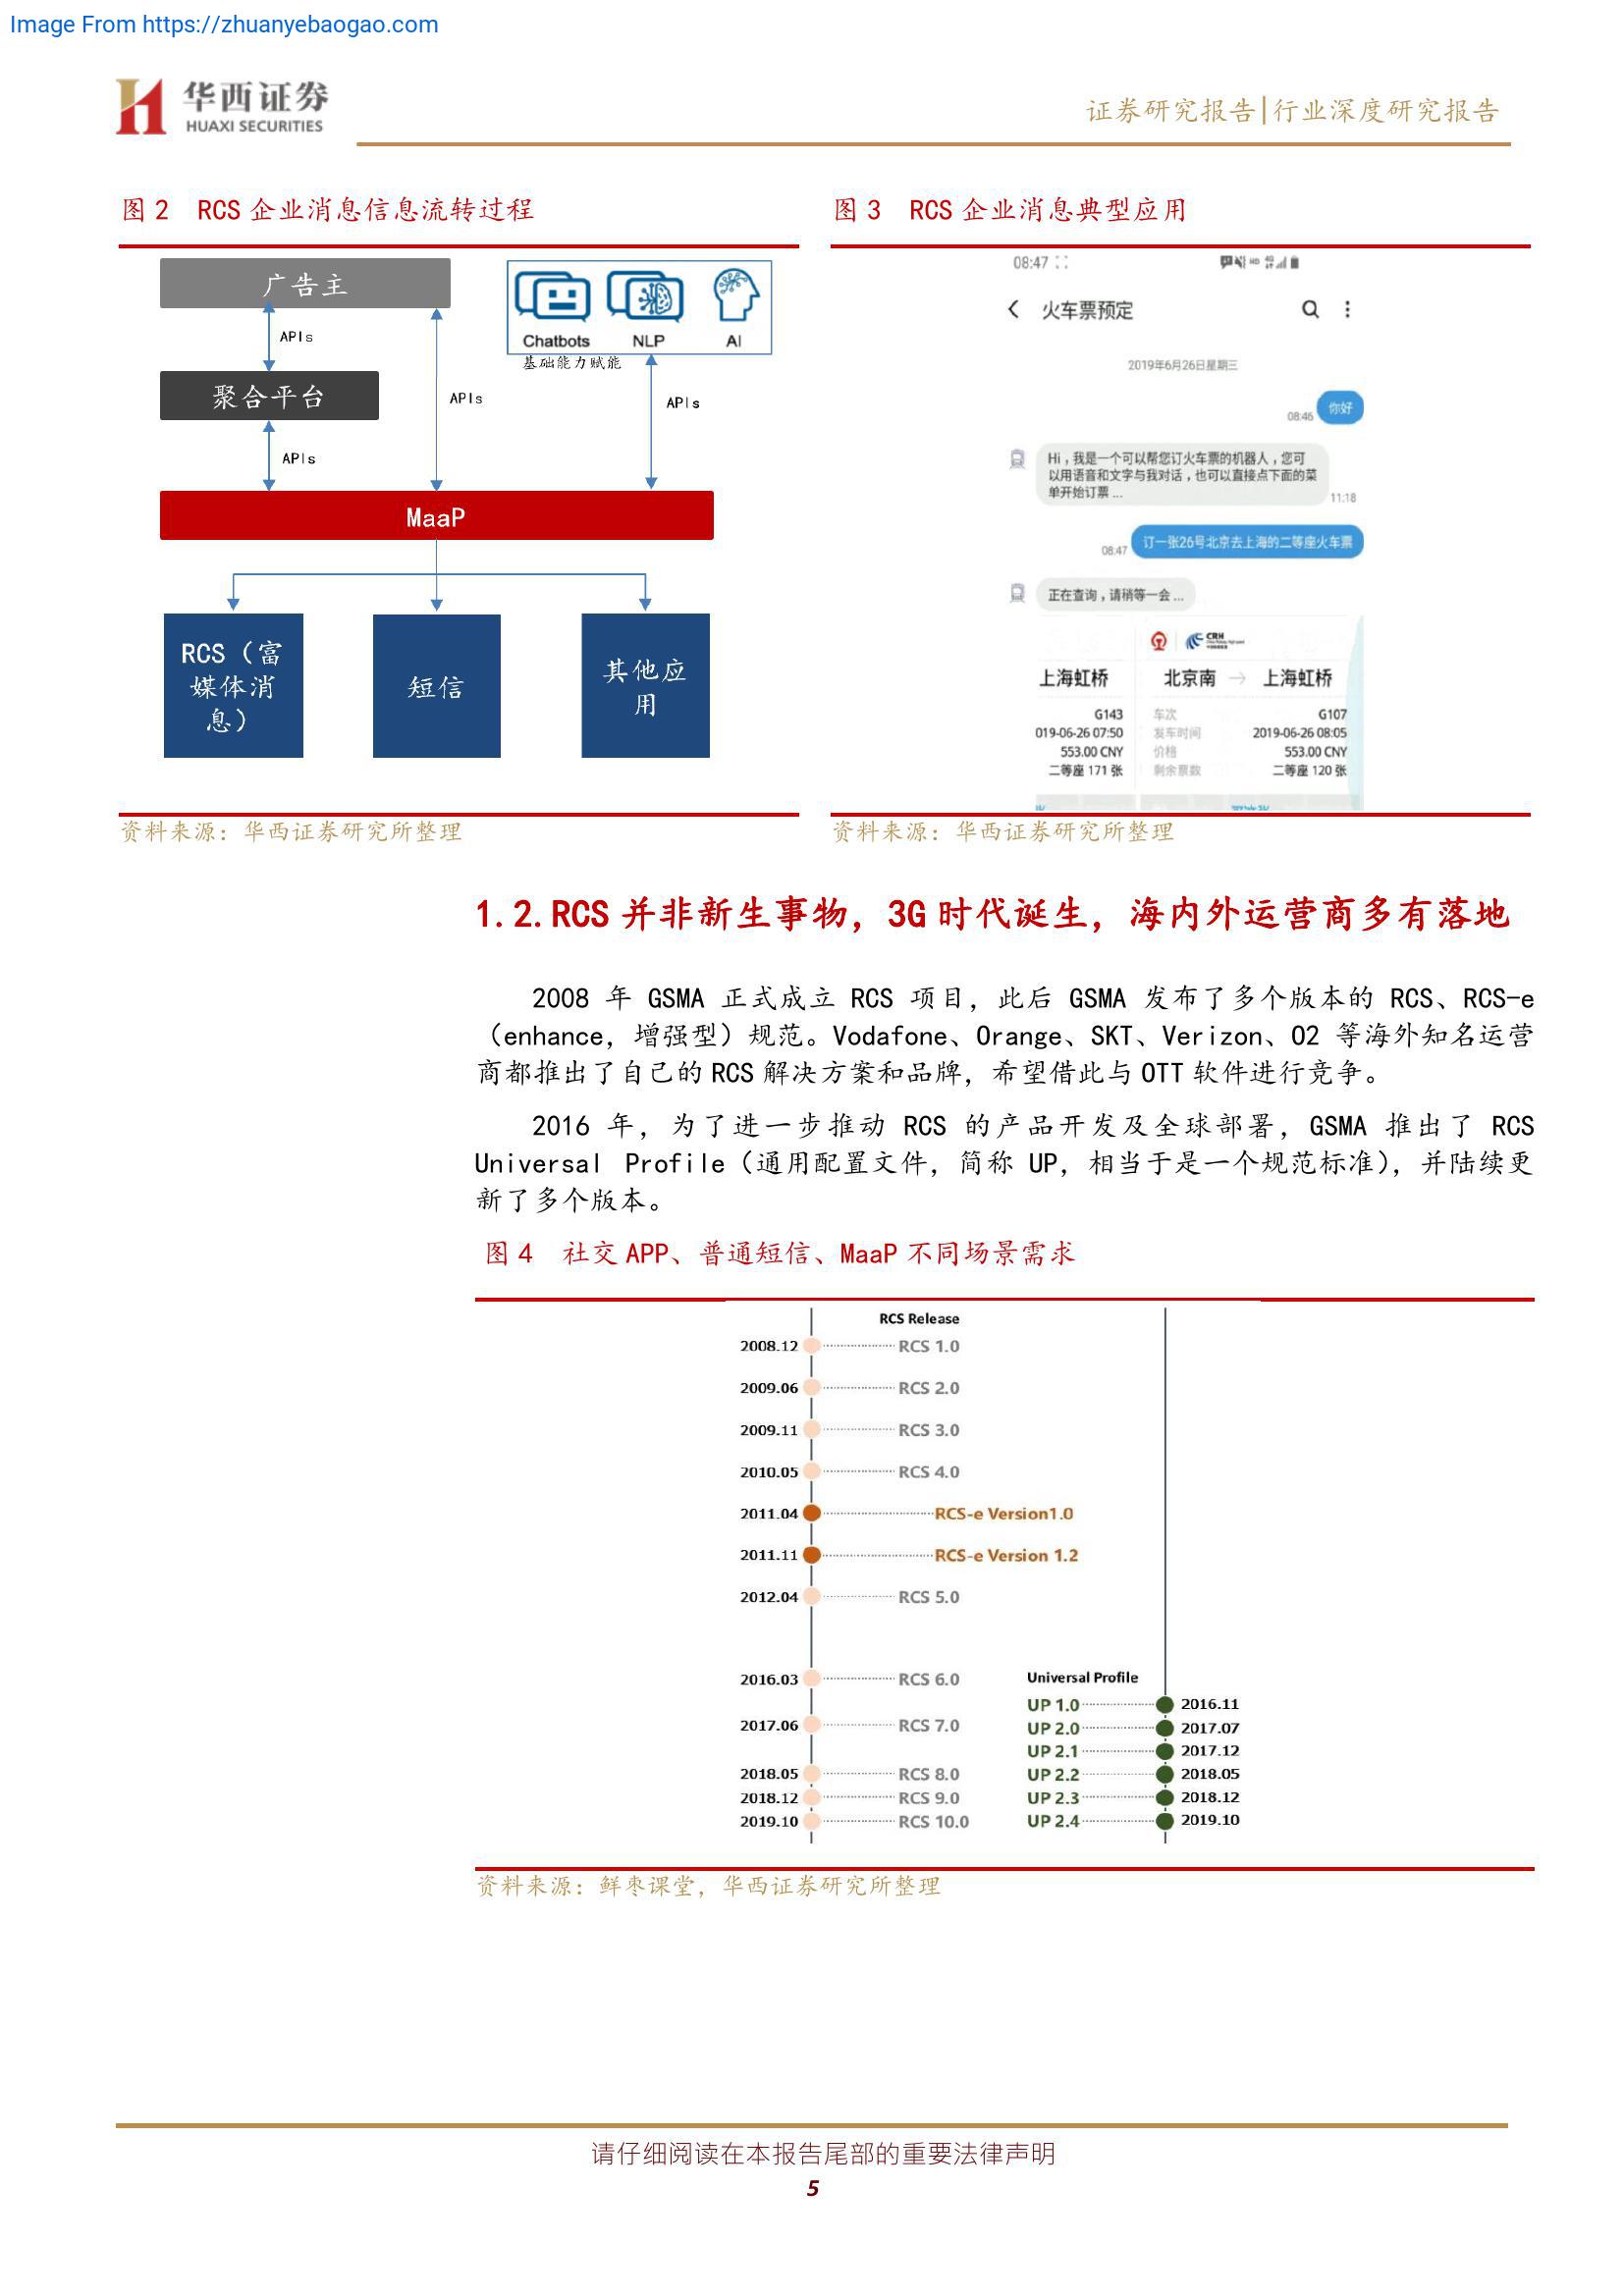 Image From https://zhuanyebaogao.com
华西证券
HUAXI SECURITIES
证券研究报告|行业深度研究报告
图 2 RCS 企业消息信息流转过程
广告主
APIs
聚合平台
APIs
APIs
Chatbots NLP AI
基础能力赋能
APIs
MaaP
RCS（富
媒体消
息）
短信
其他应
用
资料来源：华西证券研究所整理
图 3 RCS 企业消息典型应用
08:47
火车票预定
2019年6月26日星期三
08:46 你好
Hi，我是一个可以帮您订火车票的机器人，您可
以用语音和文字与我对话，也可以直接点下面的菜
单开始订票 ...
11:18
08:47 订一张26号北京去上海的二等座火车票
正在查询，请稍等一会 ...
CRH
上海虹桥 北京南 → 上海虹桥
G143 车次 G107
019-06-26 07:50 发车时间 2019-06-26 08:05
553.00 CNY 价格 553.00 CNY
二等座 171 张 剩余票数 二等座 120 张
资料来源：华西证券研究所整理
1.2.RCS 并非新生事物，3G 时代诞生，海内外运营商多有落地
2008 年 GSMA 正式成立 RCS 项目，此后 GSMA 发布了多个版本的 RCS、RCS-e
（enhance，增强型）规范。Vodafone、Orange、SKT、Verizon、O2 等海外知名运营
商都推出了自己的 RCS 解决方案和品牌，希望借此与 OTT 软件进行竞争。
2016 年，为了进一步推动 RCS 的产品开发及全球部署，GSMA 推出了 RCS
Universal Profile（通用配置文件，简称 UP，相当于是一个规范标准），并陆续更
新了多个版本。
图 4 社交 APP、普通短信、MaaP 不同场景需求
RCS Release
2008.12 RCS 1.0
2009.06 RCS 2.0
2009.11 RCS 3.0
2010.05 RCS 4.0
2011.04 RCS-e Version1.0
2011.11 RCS-e Version 1.2
2012.04 RCS 5.0
2016.03 RCS 6.0
2017.06 RCS 7.0
2018.05 RCS 8.0
2018.12 RCS 9.0
2019.10 RCS 10.0
Universal Profile
UP 1.0 2016.11
UP 2.0 2017.07
UP 2.1 2017.12
UP 2.2 2018.05
UP 2.3 2018.12
UP 2.4 2019.10
资料来源：鲜枣课堂，华西证券研究所整理
请仔细阅读在本报告尾部的重要法律声明
5